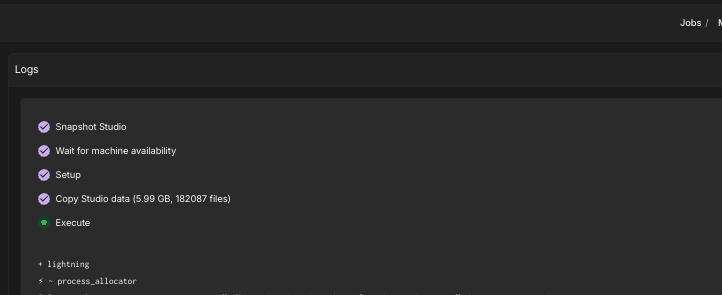 Jobs /
Logs
Snapshot Studio
Wait for machine availability
Setup
Copy Studio data (5.99 GB, 182087 files)
Execute
+ lightning
⚡ ~ process_allocator